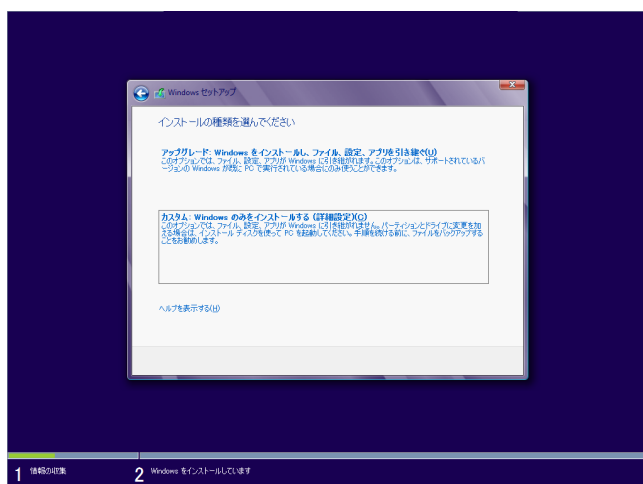 Windows セットアップ
インストールの種類を選んでください
アップグレード: Windows をインストールし、ファイル、設定、アプリを引き継ぐ(U)
このオプションでは、ファイル、設定、アプリが Windows に引き継がれます。このオプションは、サポートされているバ
ージョンの Windows が既に PC で実行されている場合にのみ使うことができます。
カスタム: Windows のみをインストールする (詳細設定)(C)
このオプションでは、ファイル、設定、アプリが Windows に引き継がれません。パーティションとドライブに変更を加
える場合は、インストール ディスクを使って PC を起動してください。手順を続ける前に、ファイルをバックアップする
ことをお勧めします。
ヘルプを表示する(H)
1 情報の収集
2 Windows をインストールしています